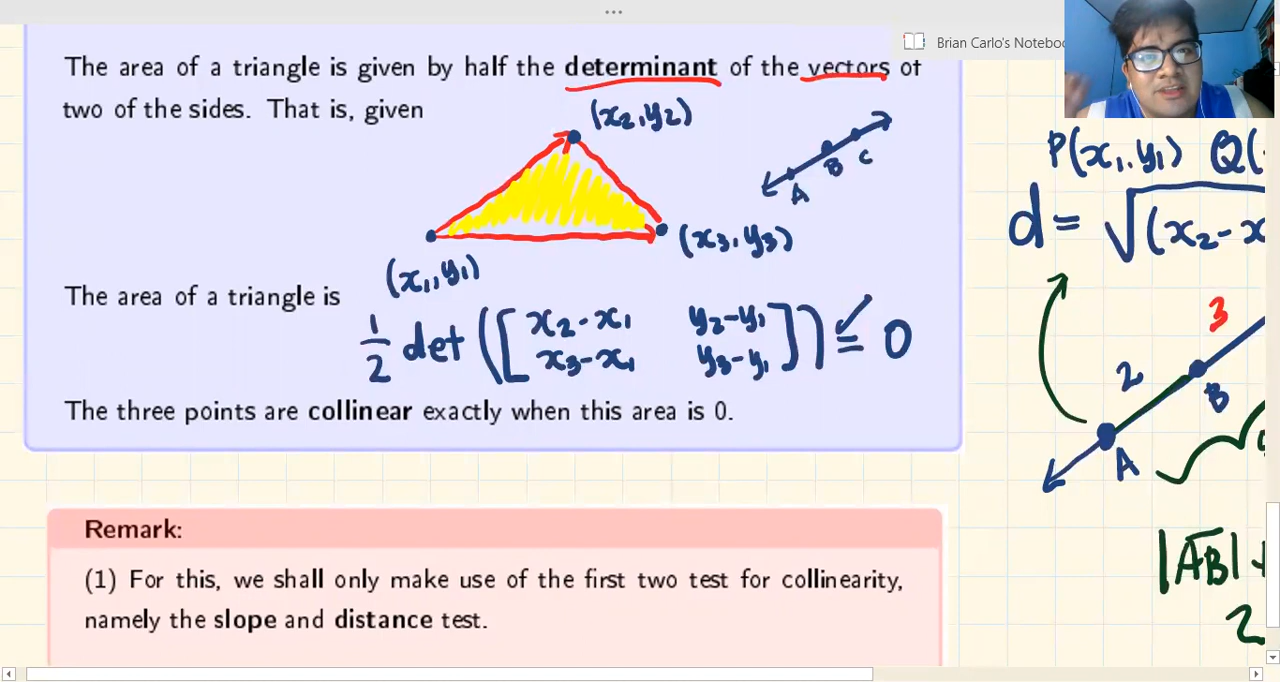 Brian Carlo's Noteboo
The area of a triangle is given by half the determinant of the vectors of
two of the sides. That is, given
(x₂,y₂)
A B C
(x₃,y₃)
(x₁,y₁)
The area of a triangle is
1/2 det ([ x₂-x₁ y₂-y₁
x₃-x₁ y₃-y₁ ]) = 0
The three points are collinear exactly when this area is 0.
Remark:
(1) For this, we shall only make use of the first two test for collinearity,
namely the slope and distance test.
P(x₁,y₁) Q(
d = √(x₂-x
3
2
B
A
|AB| +
2